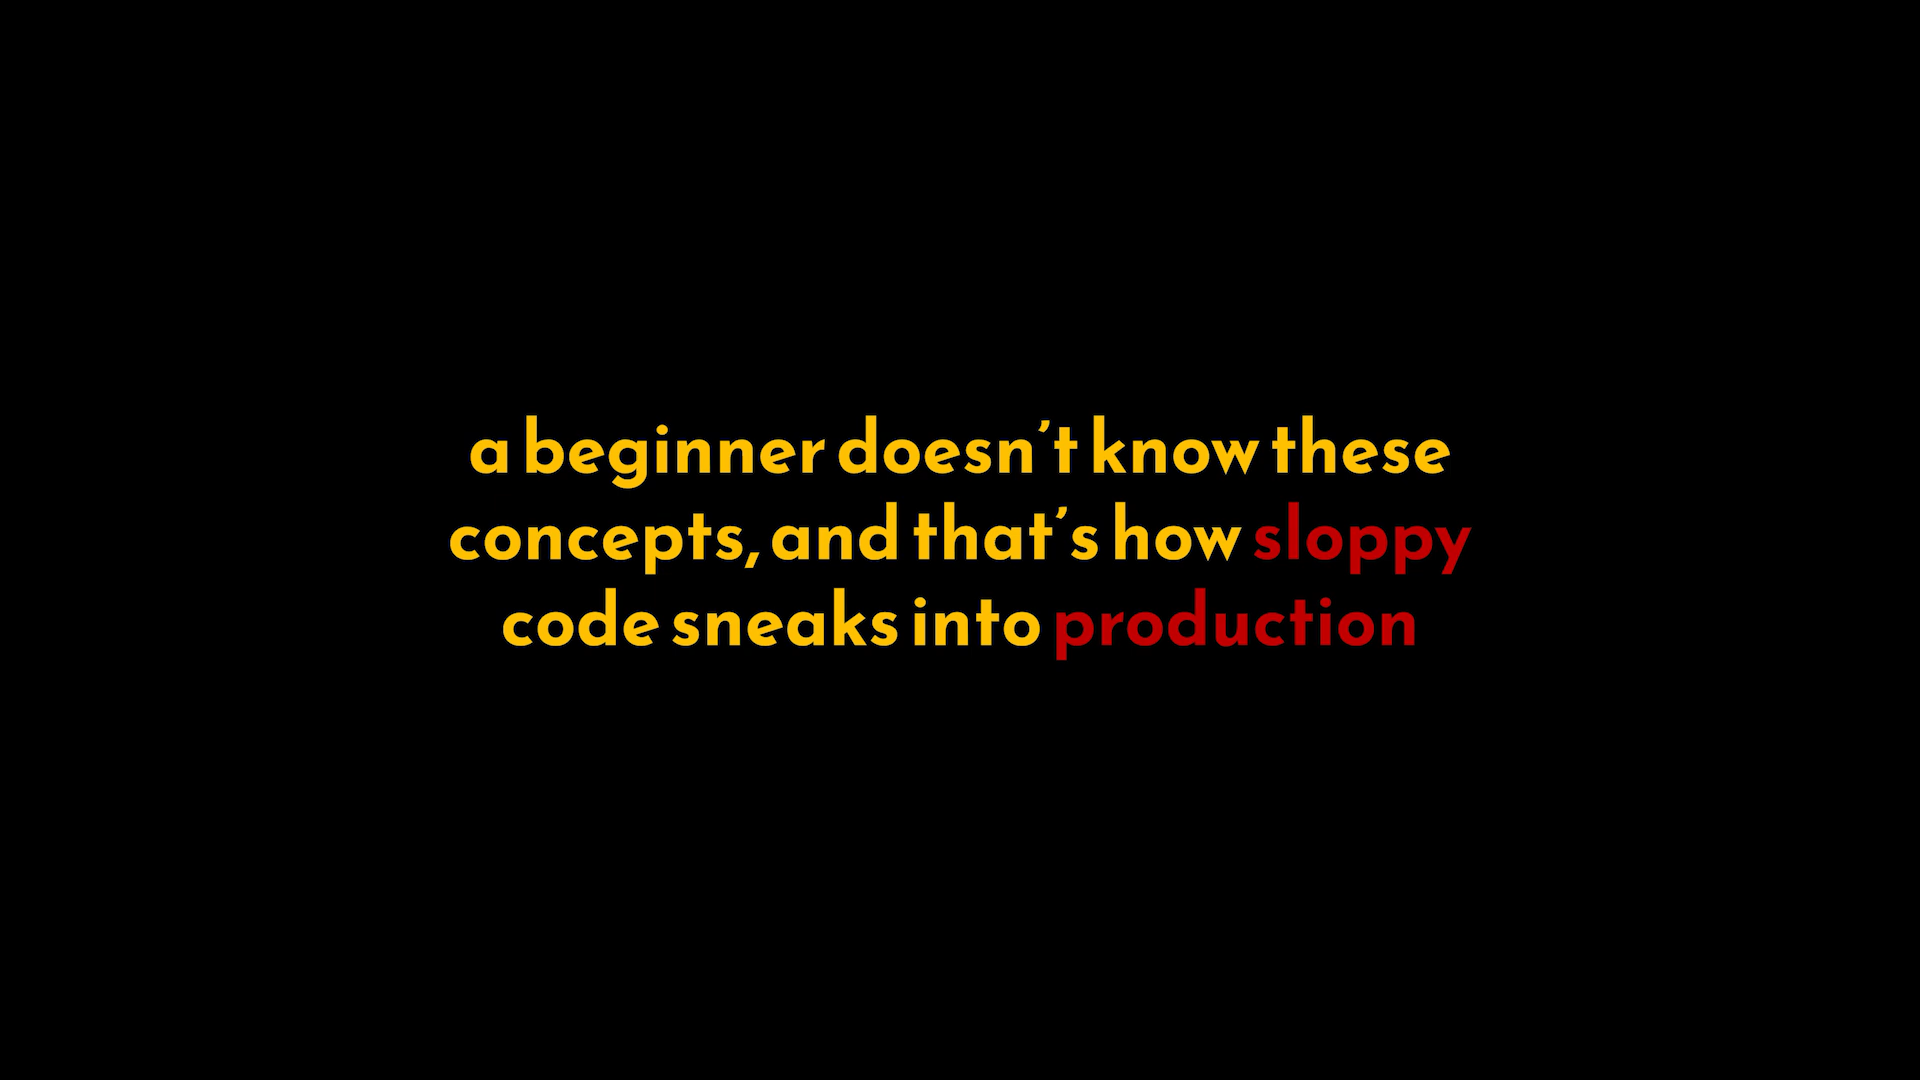 a beginner doesn’t know these
concepts, and that’s how sloppy
code sneaks into production